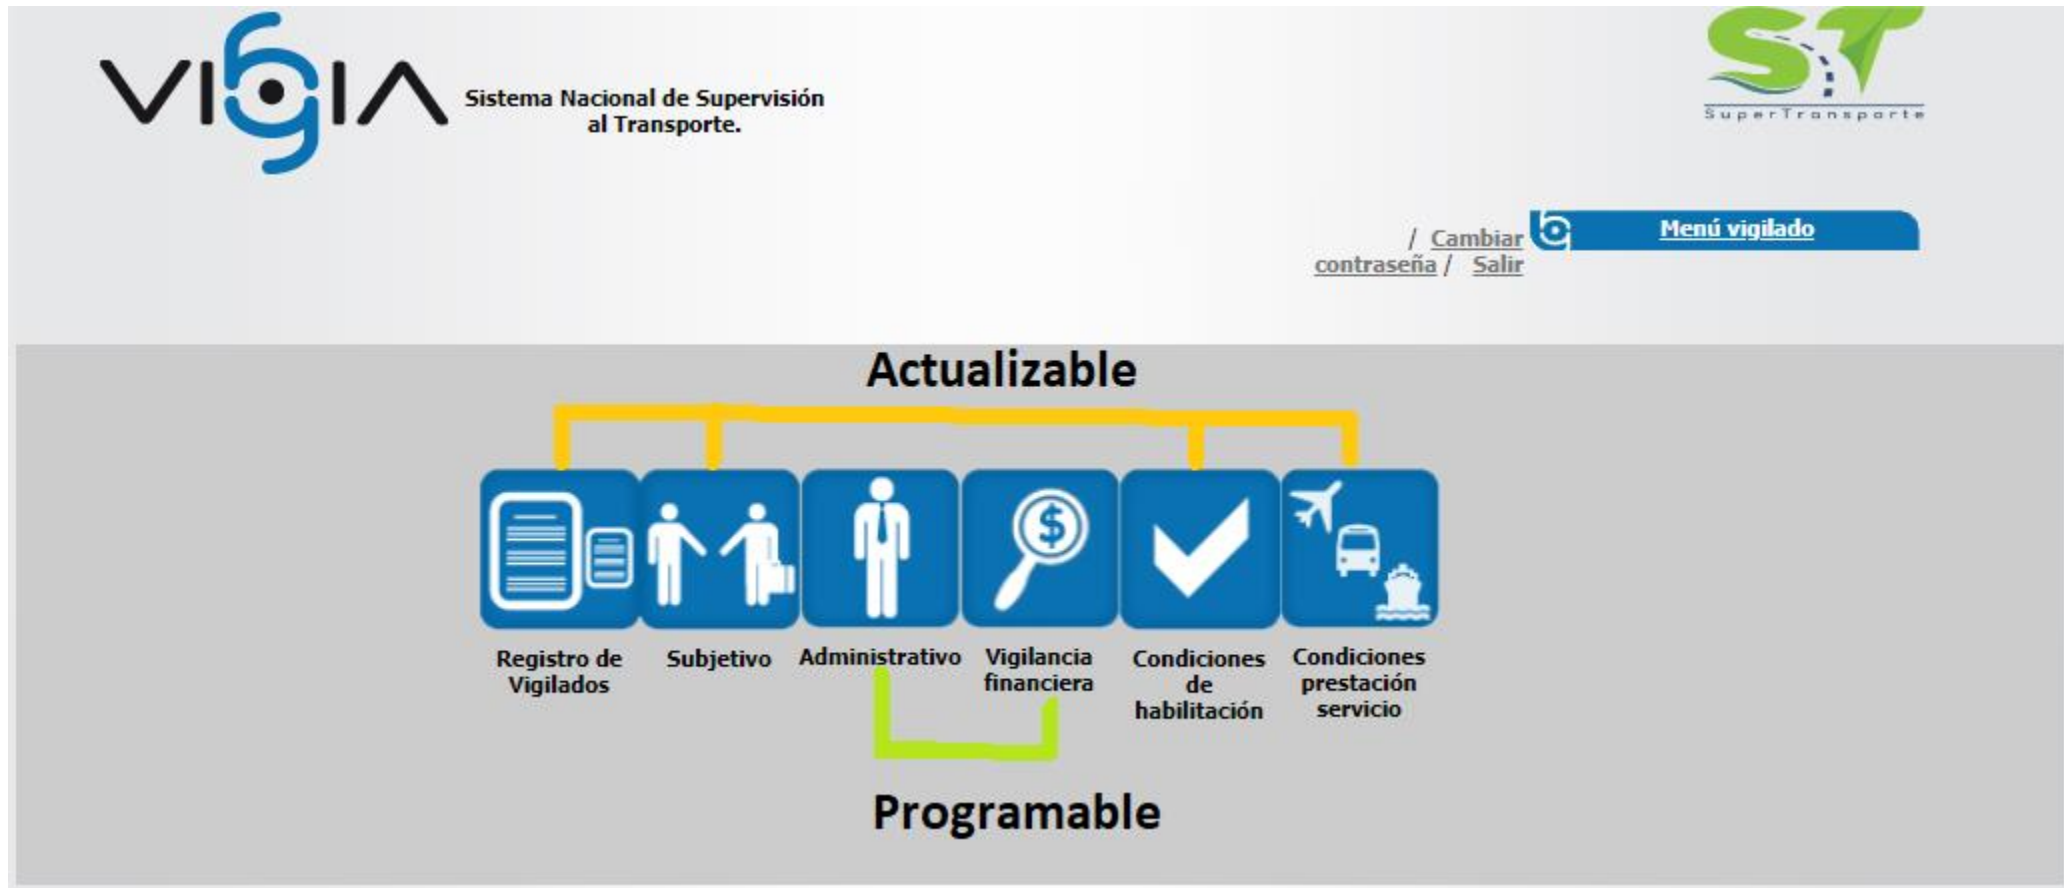 VIGIA
Sistema Nacional de Supervisión
al Transporte.
ST
SuperTransporte
/ Cambiar
contraseña / Salir
Menú vigilado
Actualizable
$
Registro de
Vigilados
Subjetivo
Administrativo
Vigilancia
financiera
Condiciones
de
habilitación
Condiciones
prestación
servicio
Programable